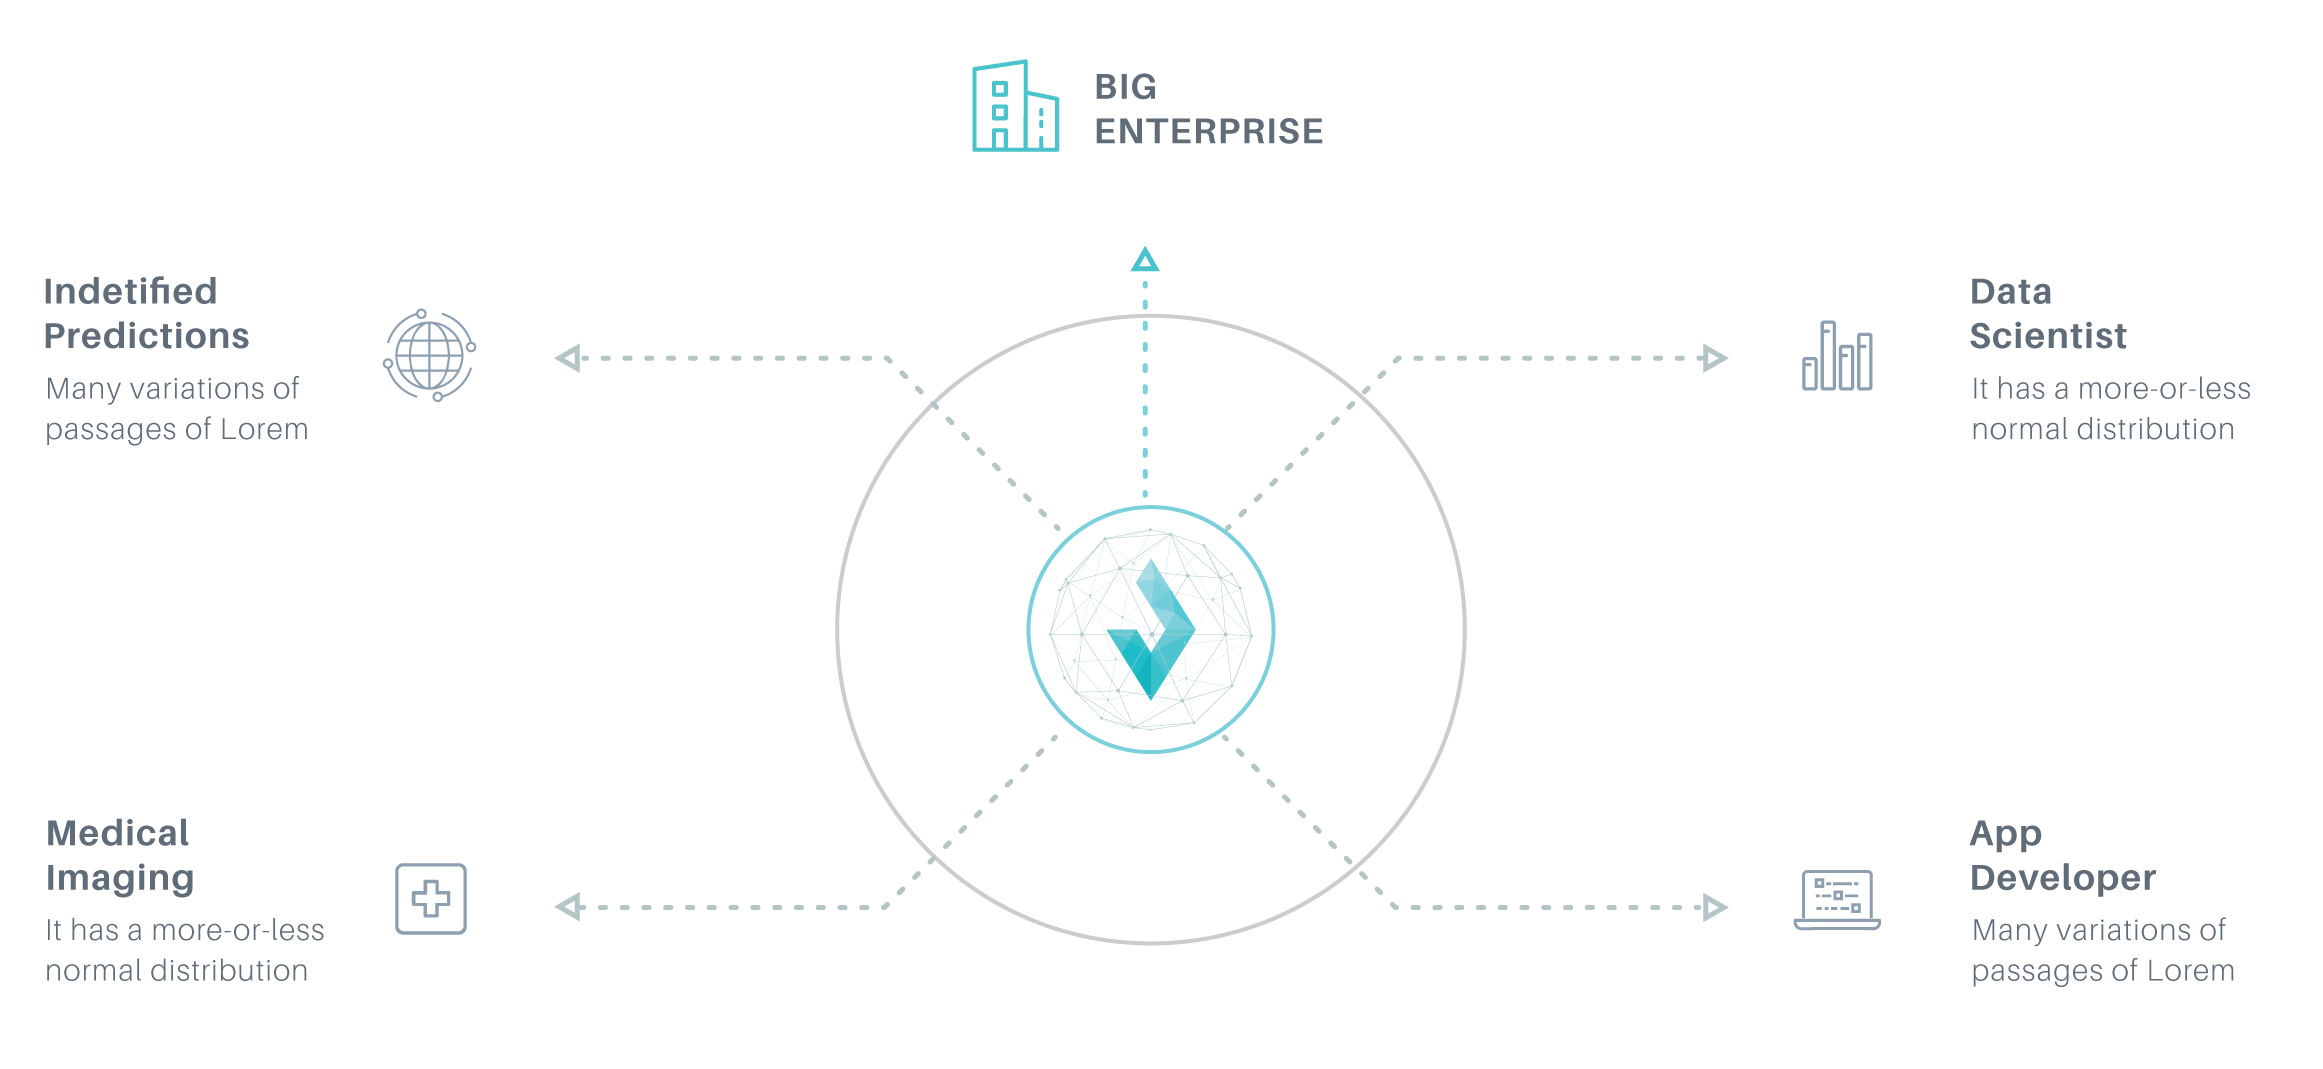 BIG
ENTERPRISE
Indetified
Predictions
Many variations of
passages of Lorem
Data
Scientist
It has a more-or-less
normal distribution
Medical
Imaging
It has a more-or-less
normal distribution
App
Developer
Many variations of
passages of Lorem